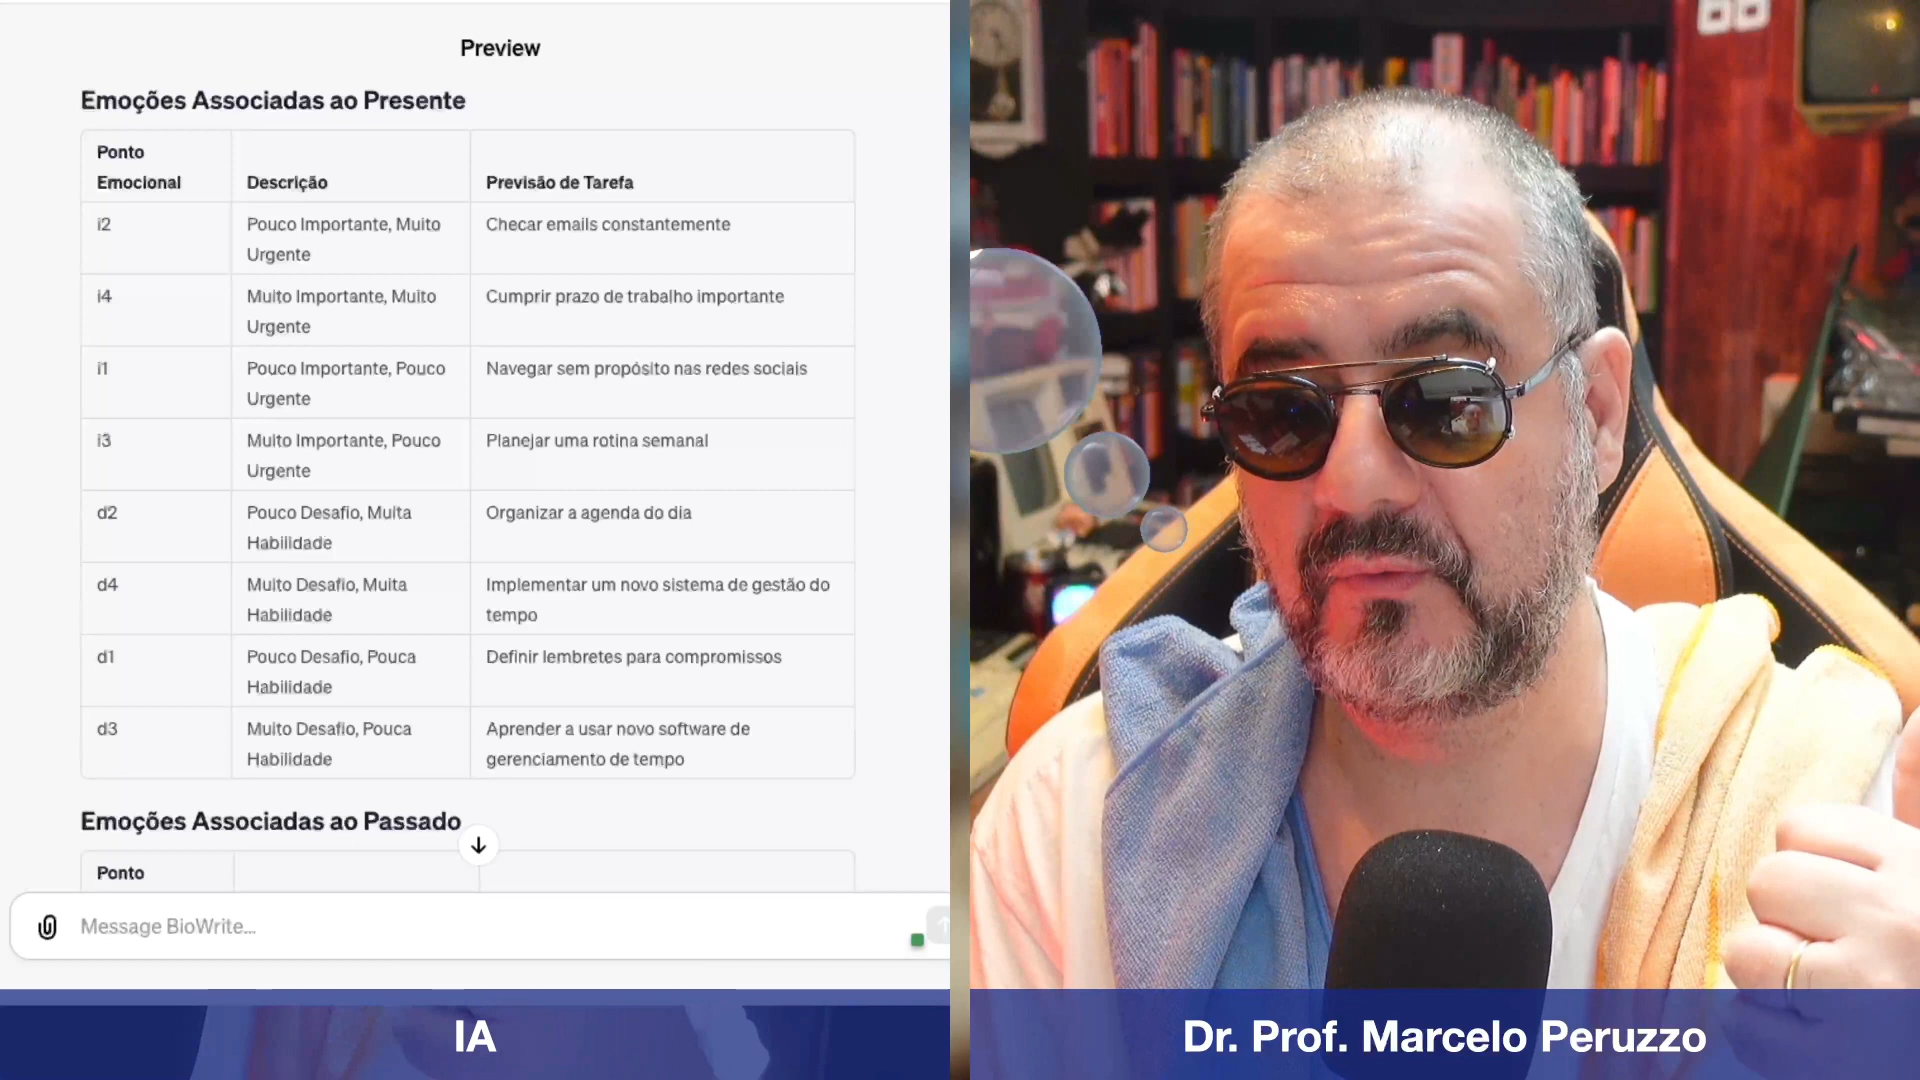 Preview
Emoções Associadas ao Presente
Ponto
Emocional
Descrição
Previsão de Tarefa
i2
Pouco Importante, Muito
Urgente
Checar emails constantemente
i4
Muito Importante, Muito
Urgente
Cumprir prazo de trabalho importante
i1
Pouco Importante, Pouco
Urgente
Navegar sem propósito nas redes sociais
i3
Muito Importante, Pouco
Urgente
Planejar uma rotina semanal
d2
Pouco Desafio, Muita
Habilidade
Organizar a agenda do dia
d4
Muito Desafio, Muita
Habilidade
Implementar um novo sistema de gestão do
tempo
d1
Pouco Desafio, Pouca
Habilidade
Definir lembretes para compromissos
d3
Muito Desafio, Pouca
Habilidade
Aprender a usar novo software de
gerenciamento de tempo
Emoções Associadas ao Passado
Ponto
Message BioWrite...
IA
Dr. Prof. Marcelo Peruzzo